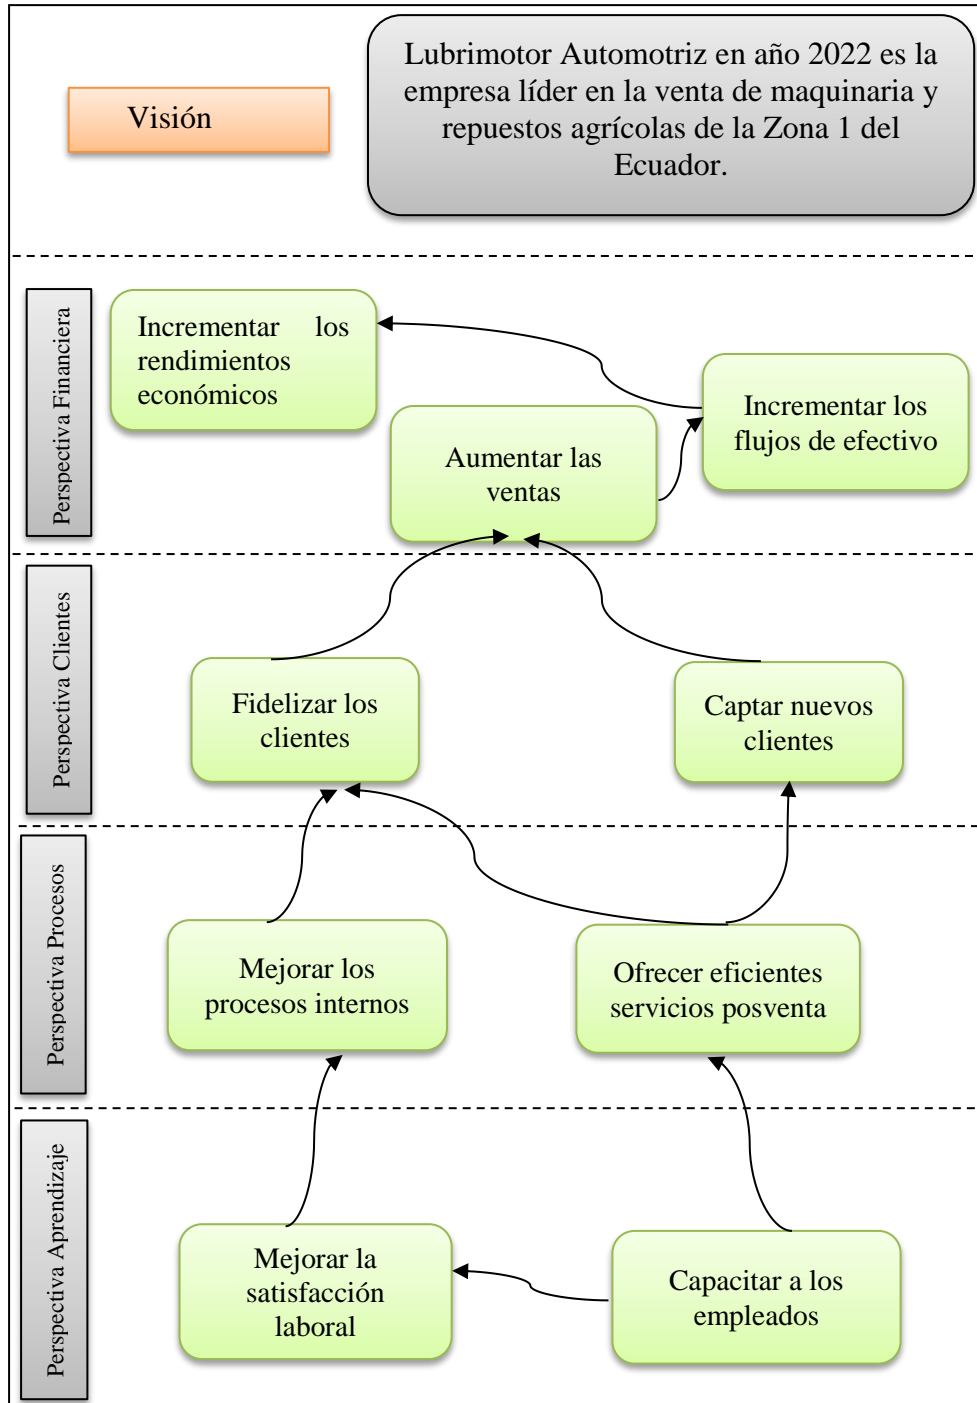 Visión
Lubrimotor Automotriz en año 2022 es la
empresa líder en la venta de maquinaria y
repuestos agrícolas de la Zona 1 del
Ecuador.
Perspectiva Financiera
Incrementar los
rendimientos
económicos
Incrementar los
flujos de efectivo
Aumentar las
ventas
Perspectiva Clientes
Fidelizar los
clientes
Captar nuevos
clientes
Perspectiva Procesos
Mejorar los
procesos internos
Ofrecer eficientes
servicios posventa
Perspectiva Aprendizaje
Mejorar la
satisfacción
laboral
Capacitar a los
empleados